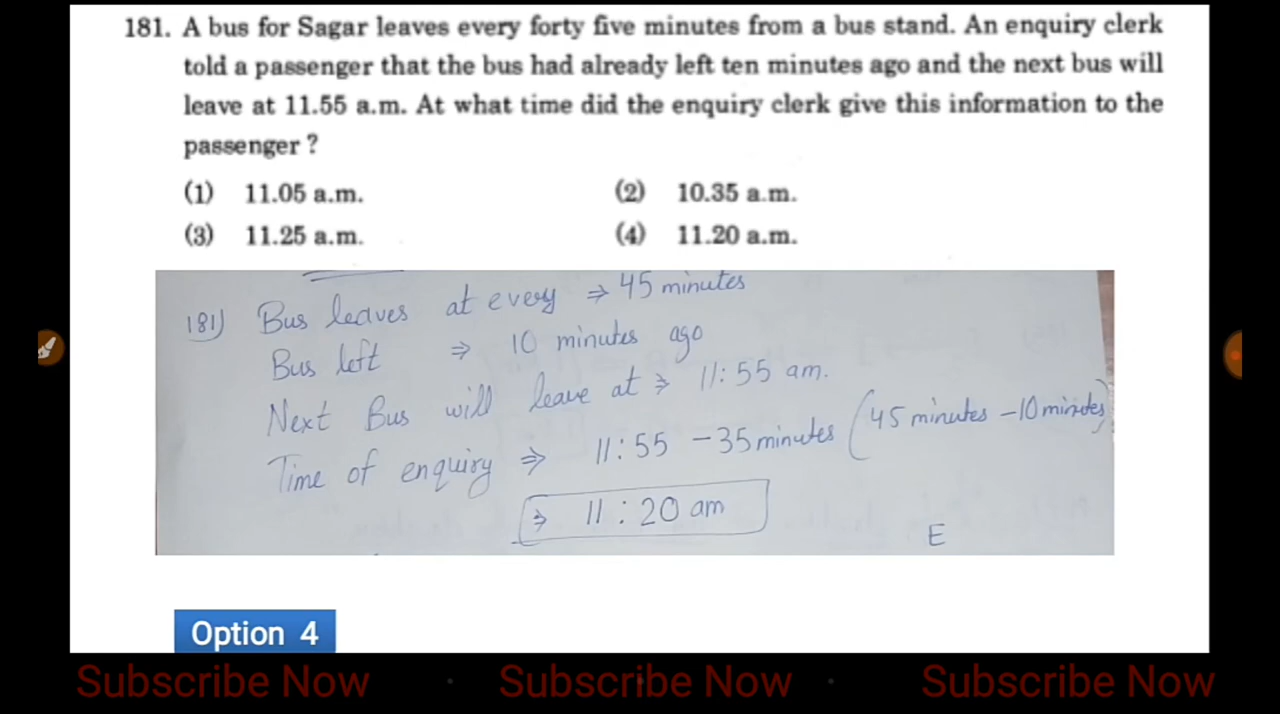 181. A bus for Sagar leaves every forty five minutes from a bus stand. An enquiry clerk
told a passenger that the bus had already left ten minutes ago and the next bus will
leave at 11.55 a.m. At what time did the enquiry clerk give this information to the
passenger ?
(1) 11.05 a.m. (2) 10.35 a.m.
(3) 11.25 a.m. (4) 11.20 a.m.
181) Bus leaves at every ⇒ 45 minutes
Bus left ⇒ 10 minutes ago
Next Bus will leave at ⇒ 11:55 am.
Time of enquiry ⇒ 11:55 - 35 minutes (45 minutes - 10 minutes)
⇒ 11:20 am
E
Option 4
Subscribe Now · Subscribe Now · Subscribe Now